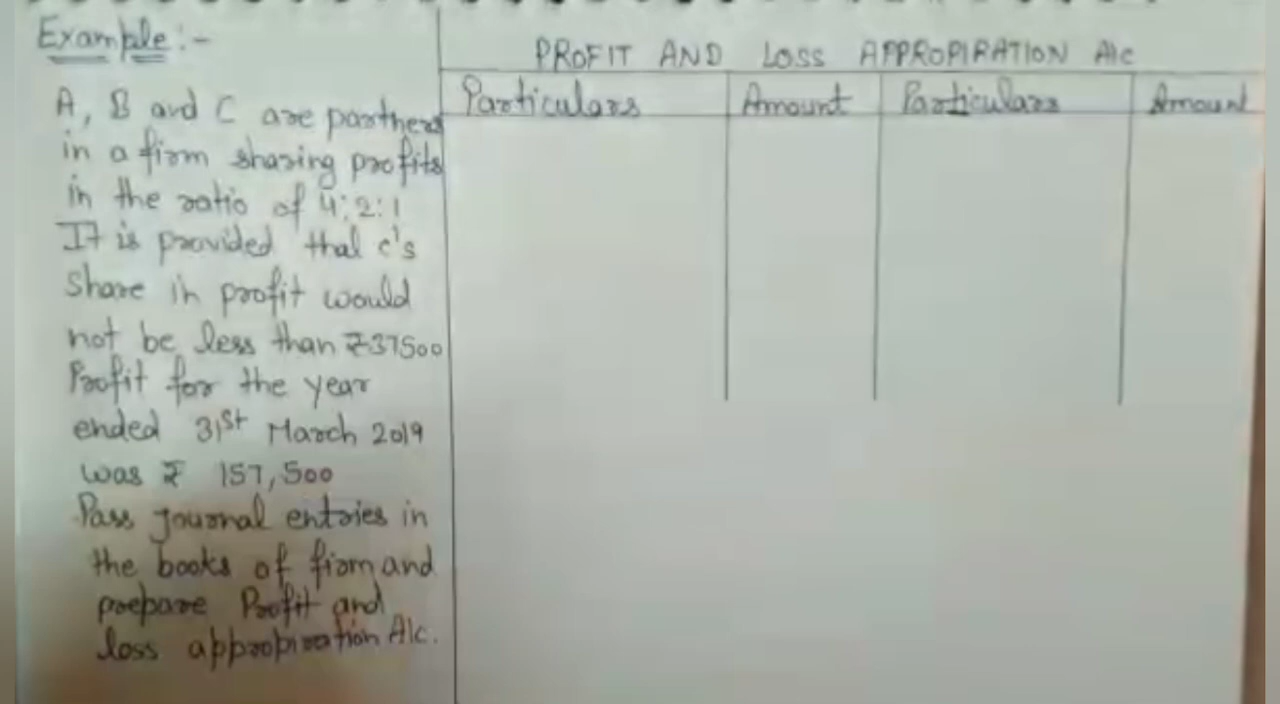 Example:-
A, B and C are partners
in a firm sharing profits
in the ratio of 4:2:1
It is provided that c's
share in profit would
not be less than ₹37500
Profit for the year
ended 31st March 2019
was ₹ 157,500
Pass journal entries in
the books of firm and
prepare Profit and
loss appropiration A/c.
PROFIT AND LOSS APPROPIRATION A/c
Particulars Amount Particulars Amount